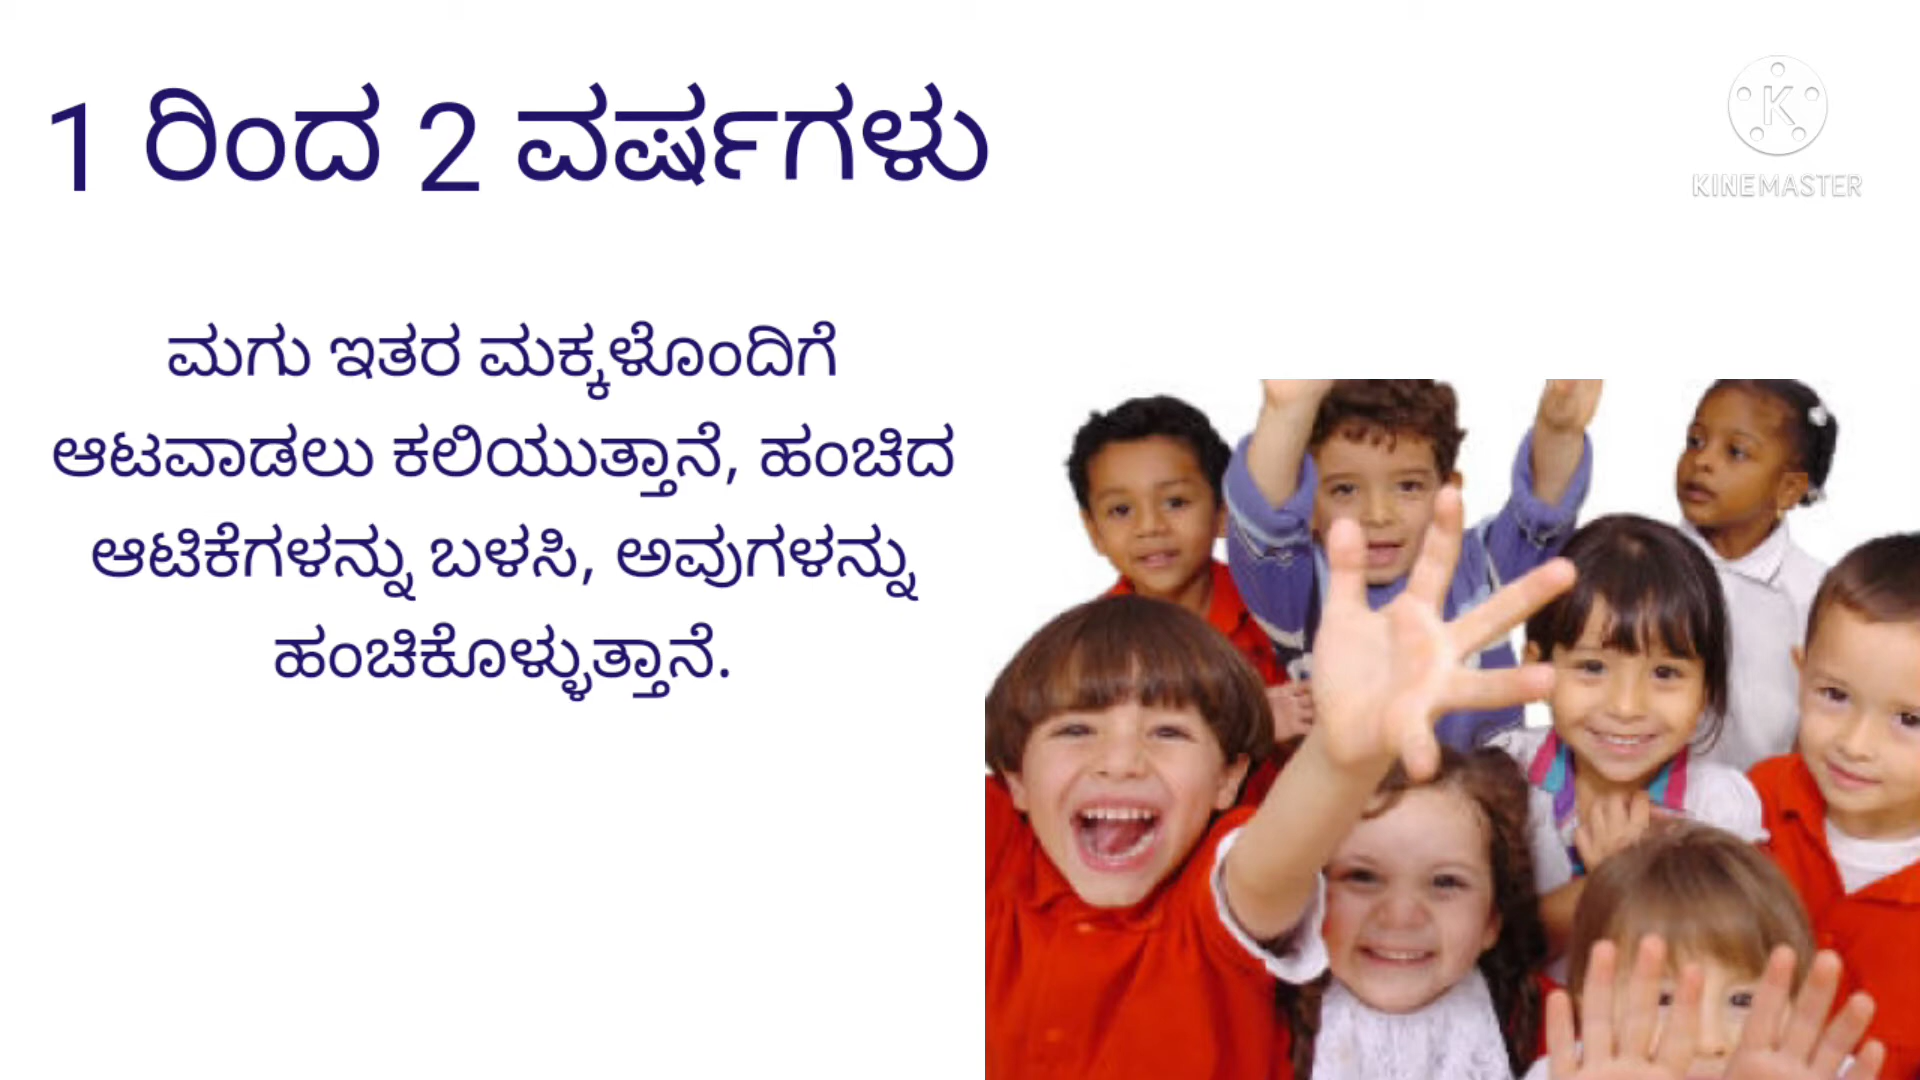 1 ರಿಂದ 2 ವರ್ಷಗಳು
KINEMASTER
ಮಗು ಇತರ ಮಕ್ಕಳೊಂದಿಗೆ
ಆಟವಾಡಲು ಕಲಿಯುತ್ತಾನೆ, ಹಂಚಿದ
ಆಟಿಕೆಗಳನ್ನು ಬಳಸಿ, ಅವುಗಳನ್ನು
ಹಂಚಿಕೊಳ್ಳುತ್ತಾನೆ.